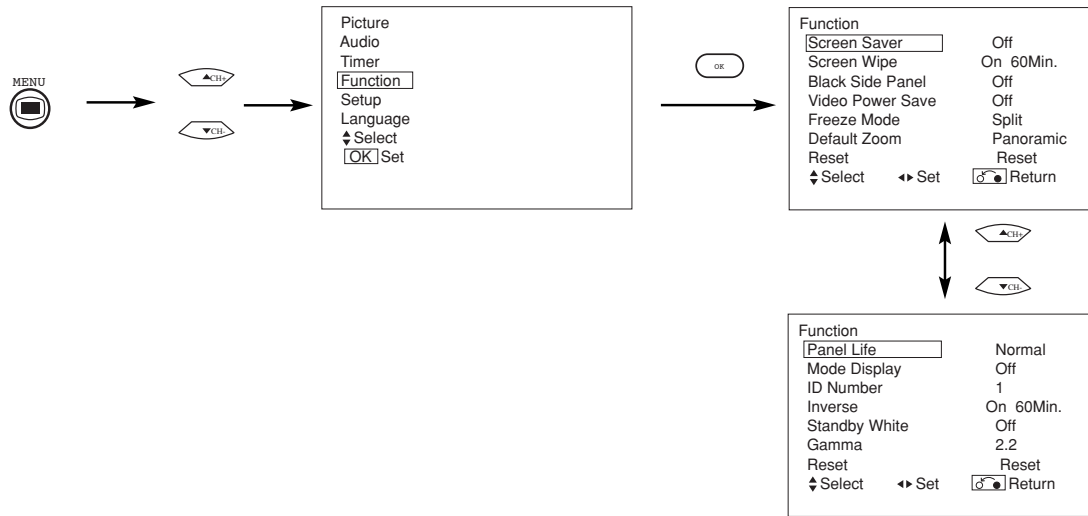 MENU
CH+
CH-
Picture
Audio
Timer
Function
Setup
Language
Select
OK Set
OK
Function
Screen Saver Off
Screen Wipe On 60Min.
Black Side Panel Off
Video Power Save Off
Freeze Mode Split
Default Zoom Panoramic
Reset Reset
Select Set Return
CH+
CH-
Function
Panel Life Normal
Mode Display Off
ID Number 1
Inverse On 60Min.
Standby White Off
Gamma 2.2
Reset Reset
Select Set Return